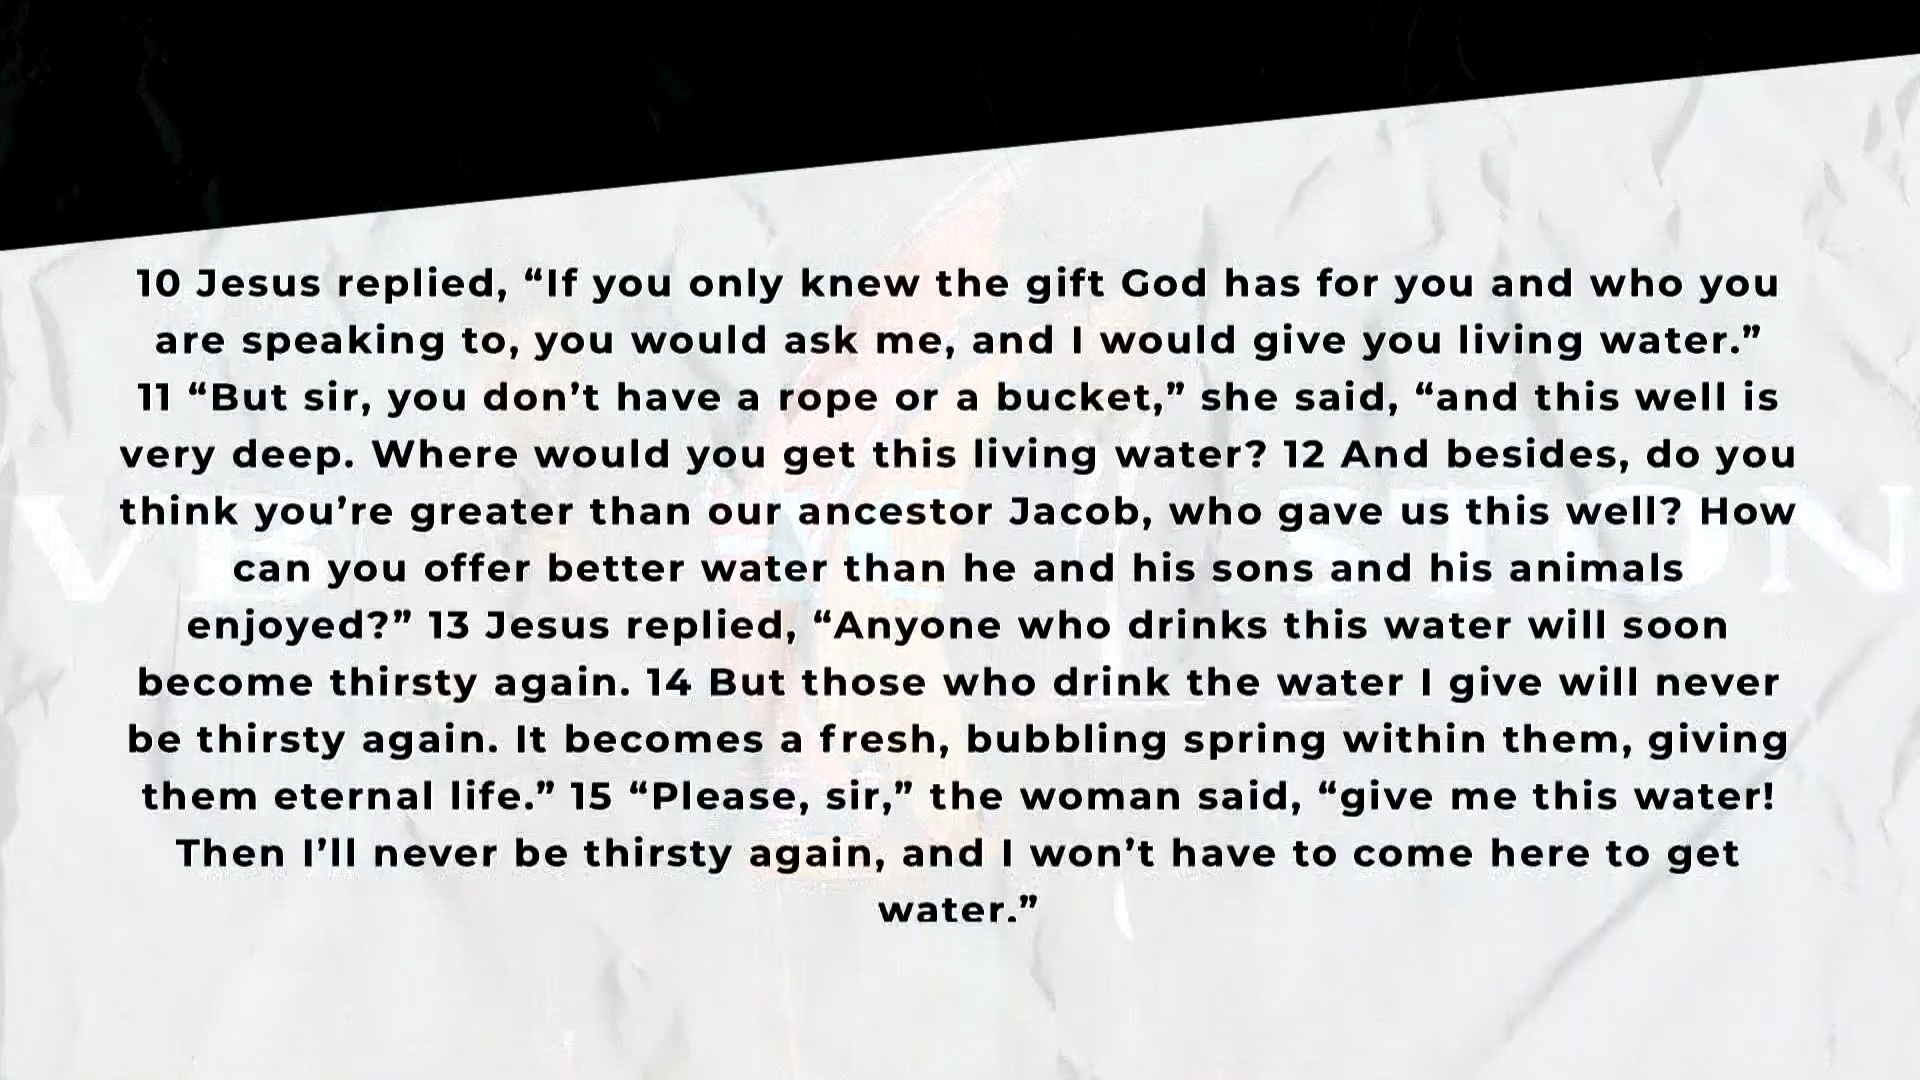 10 Jesus replied, “If you only knew the gift God has for you and who you
are speaking to, you would ask me, and I would give you living water.”
11 “But sir, you don’t have a rope or a bucket,” she said, “and this well is
very deep. Where would you get this living water? 12 And besides, do you
think you’re greater than our ancestor Jacob, who gave us this well? How
can you offer better water than he and his sons and his animals
enjoyed?” 13 Jesus replied, “Anyone who drinks this water will soon
become thirsty again. 14 But those who drink the water I give will never
be thirsty again. It becomes a fresh, bubbling spring within them, giving
them eternal life.” 15 “Please, sir,” the woman said, “give me this water!
Then I’ll never be thirsty again, and I won’t have to come here to get
water.”